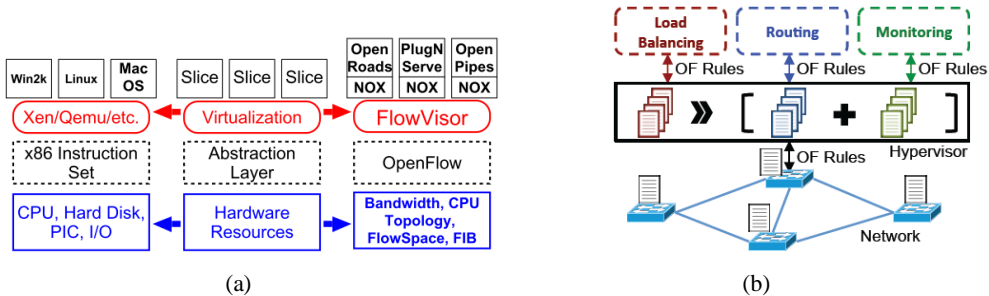 Win2k
Linux
Mac
OS
Slice
Slice
Slice
Open
Roads
NOX
PlugN
Serve
NOX
Open
Pipes
NOX
Xen/Qemu/etc.
Virtualization
FlowVisor
x86 Instruction
Set
Abstraction
Layer
OpenFlow
CPU, Hard Disk,
PIC, I/O
Hardware
Resources
Bandwidth, CPU
Topology,
FlowSpace, FIB
(a)
Load
Balancing
Routing
Monitoring
OF Rules
OF Rules
OF Rules
» [ + ]
Hypervisor
OF Rules
Network
(b)